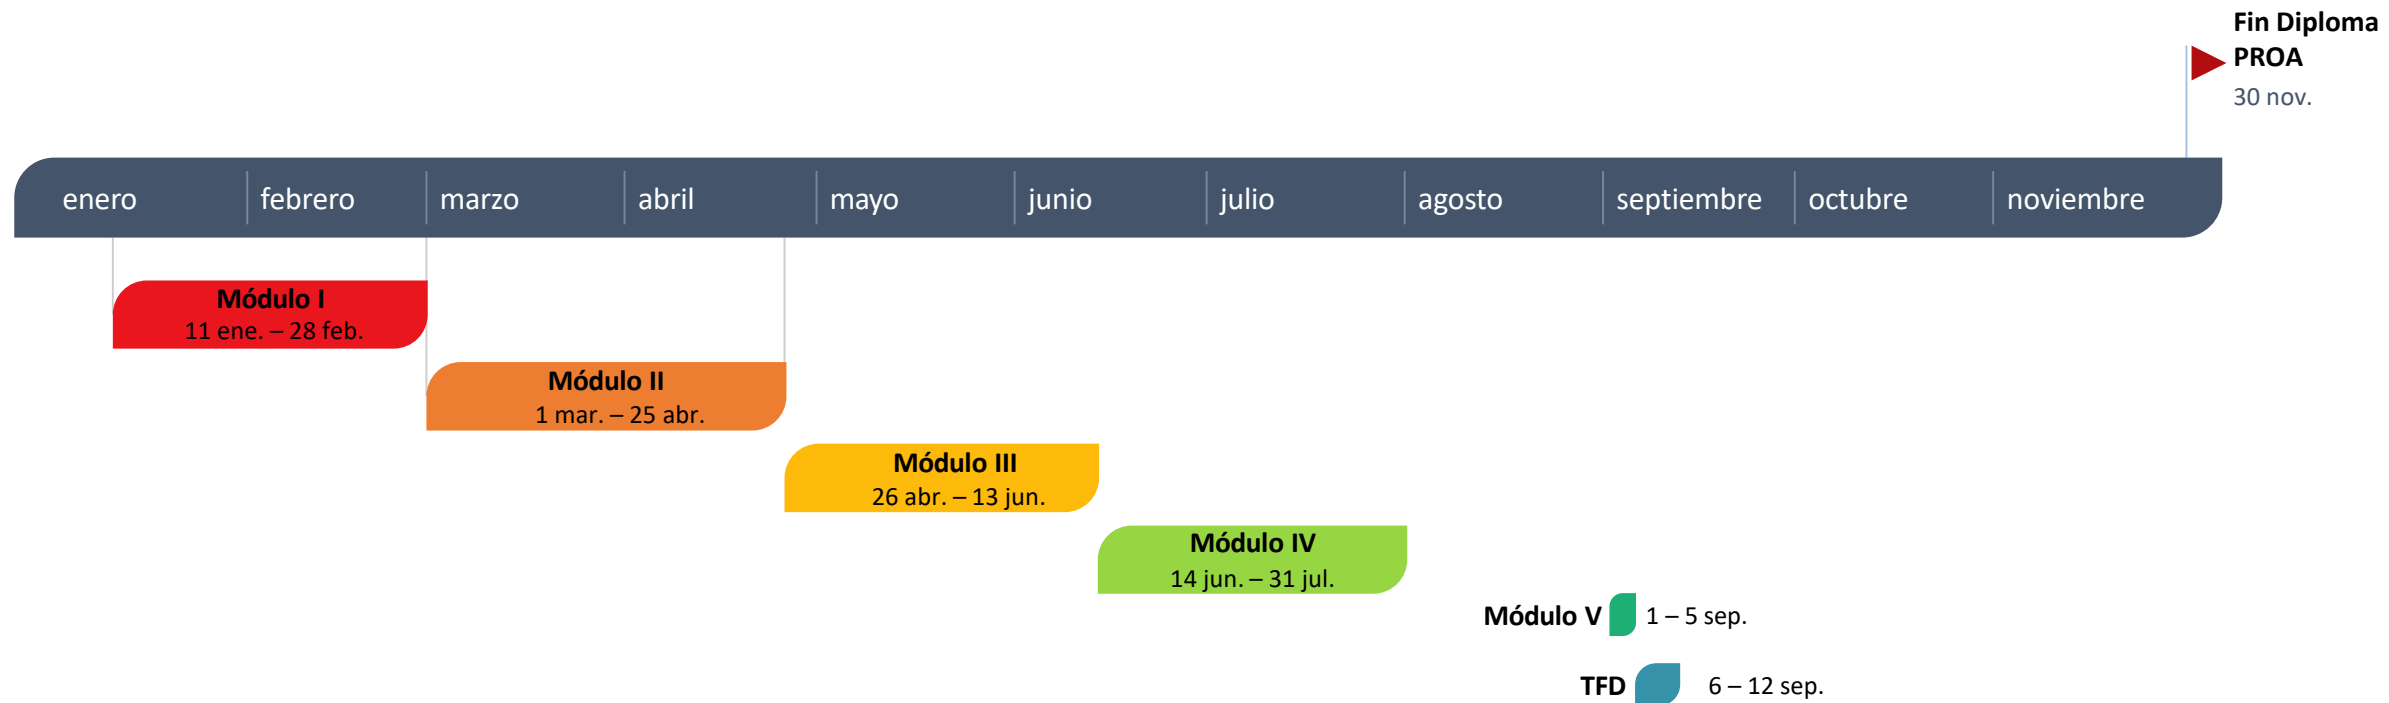 Fin Diploma
PROA
30 nov.
enero febrero marzo abril mayo junio julio agosto septiembre octubre noviembre
Módulo I
11 ene. – 28 feb.
Módulo II
1 mar. – 25 abr.
Módulo III
26 abr. – 13 jun.
Módulo IV
14 jun. – 31 jul.
Módulo V 1 – 5 sep.
TFD 6 – 12 sep.